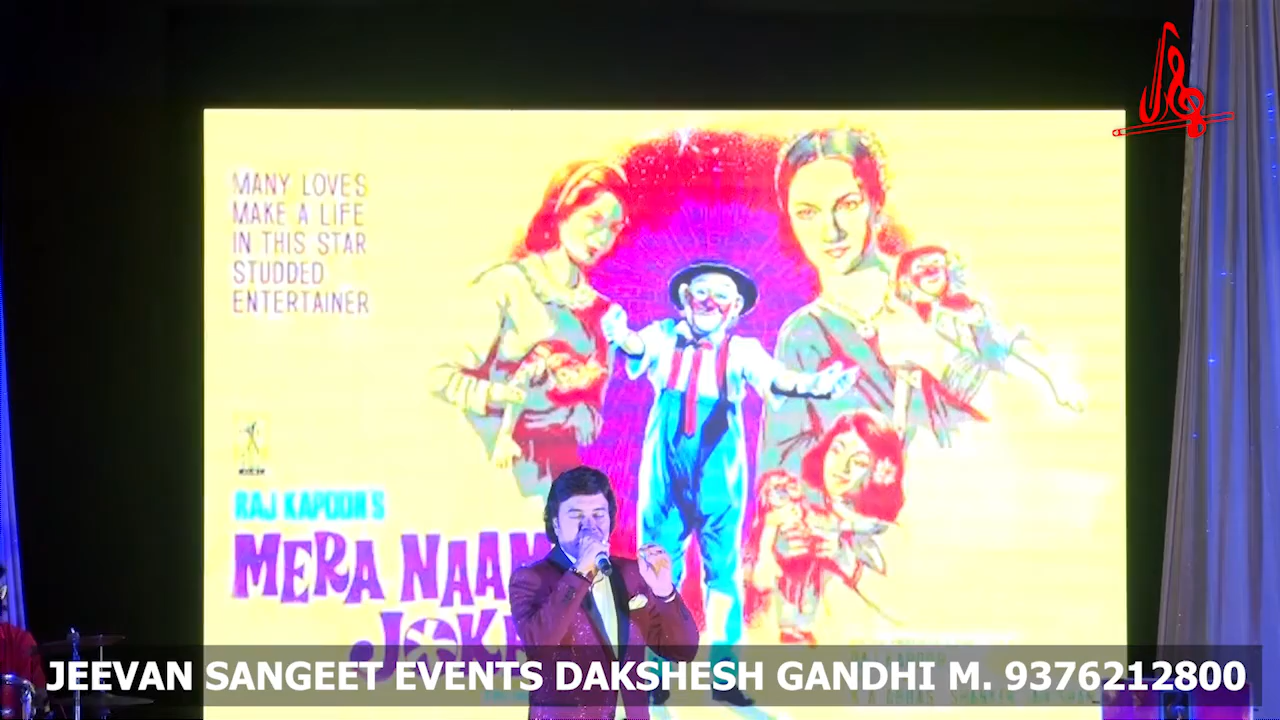 MANY LOVES
MAKE A LIFE
IN THIS STAR
STUDDED
ENTERTAINER
RAJ KAPOOR'S
MERA NAAM
JOKER
JEEVAN SANGEET EVENTS DAKSHESH GANDHI M. 9376212800